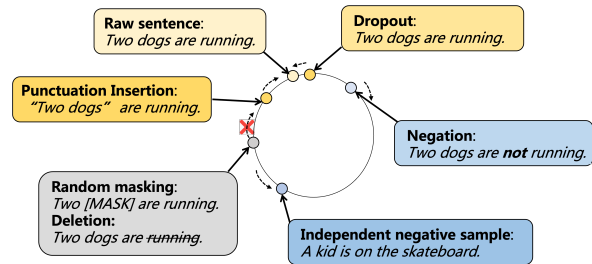 Raw sentence:
Two dogs are running.
Dropout:
Two dogs are running.
Punctuation Insertion:
“Two dogs” are running.
Negation:
Two dogs are not running.
Random masking:
Two [MASK] are running.
Deletion:
Two dogs are running.
Independent negative sample:
A kid is on the skateboard.